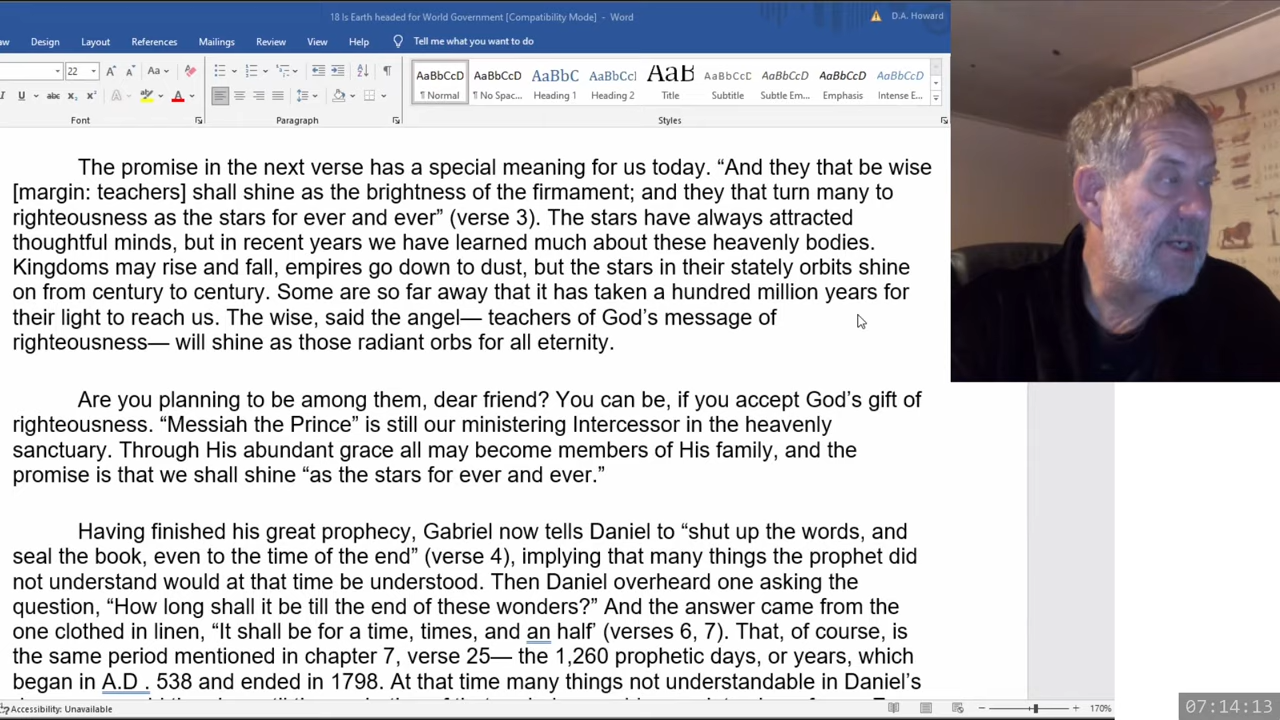 18 Is Earth headed for World Government [Compatibility Mode] - Word
D.A. Howard
Design Layout References Mailings Review View Help Tell me what you want to do
22 Aa
AaBbCcD AaBbCcD AaBbC AaBbCcI AaB AaBbCcD AaBbCcD AaBbCcD AaBbCcD
U abc x₂ x² A A
¶ Normal ¶ No Spac... Heading 1 Heading 2 Title Subtitle Subtle Em... Emphasis Intense E...
Font Paragraph Styles
The promise in the next verse has a special meaning for us today. “And they that be wise
[margin: teachers] shall shine as the brightness of the firmament; and they that turn many to
righteousness as the stars for ever and ever” (verse 3). The stars have always attracted
thoughtful minds, but in recent years we have learned much about these heavenly bodies.
Kingdoms may rise and fall, empires go down to dust, but the stars in their stately orbits shine
on from century to century. Some are so far away that it has taken a hundred million years for
their light to reach us. The wise, said the angel— teachers of God’s message of
righteousness— will shine as those radiant orbs for all eternity.
Are you planning to be among them, dear friend? You can be, if you accept God’s gift of
righteousness. “Messiah the Prince” is still our ministering Intercessor in the heavenly
sanctuary. Through His abundant grace all may become members of His family, and the
promise is that we shall shine “as the stars for ever and ever.”
Having finished his great prophecy, Gabriel now tells Daniel to “shut up the words, and
seal the book, even to the time of the end” (verse 4), implying that many things the prophet did
not understand would at that time be understood. Then Daniel overheard one asking the
question, “How long shall it be till the end of these wonders?” And the answer came from the
one clothed in linen, “It shall be for a time, times, and an half’ (verses 6, 7). That, of course, is
the same period mentioned in chapter 7, verse 25— the 1,260 prophetic days, or years, which
began in A.D . 538 and ended in 1798. At that time many things not understandable in Daniel’s
Accessibility: Unavailable
170%
07:14:13